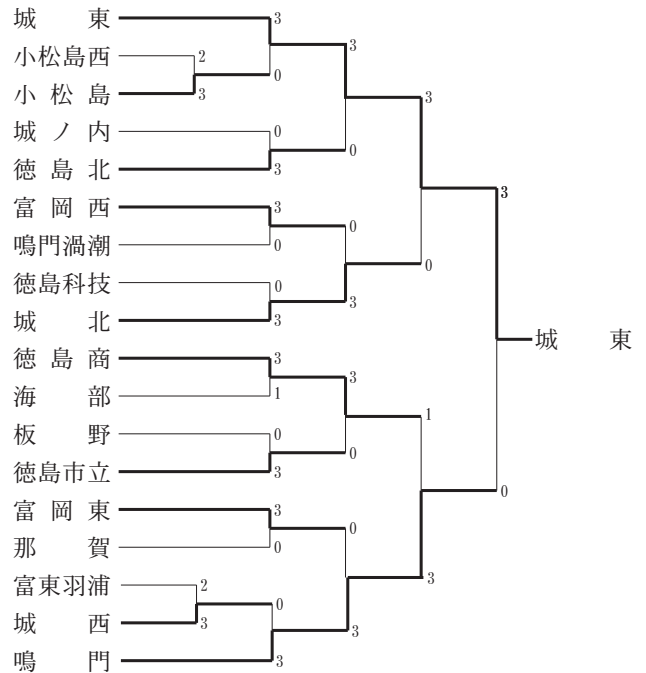 城東 3
小松島西 2 3
小松島 3 0
3
城ノ内 0
徳島北 3 0
3
富岡西 3
鳴門渦潮 0 0
徳島科技 0 0
城北 3 3
城東
徳島商 3
海部 1 3
板野 0 1
徳島市立 3 0
0
富岡東 3
那賀 0 0
富東羽浦 2 3
城西 3 0
鳴門 3 3